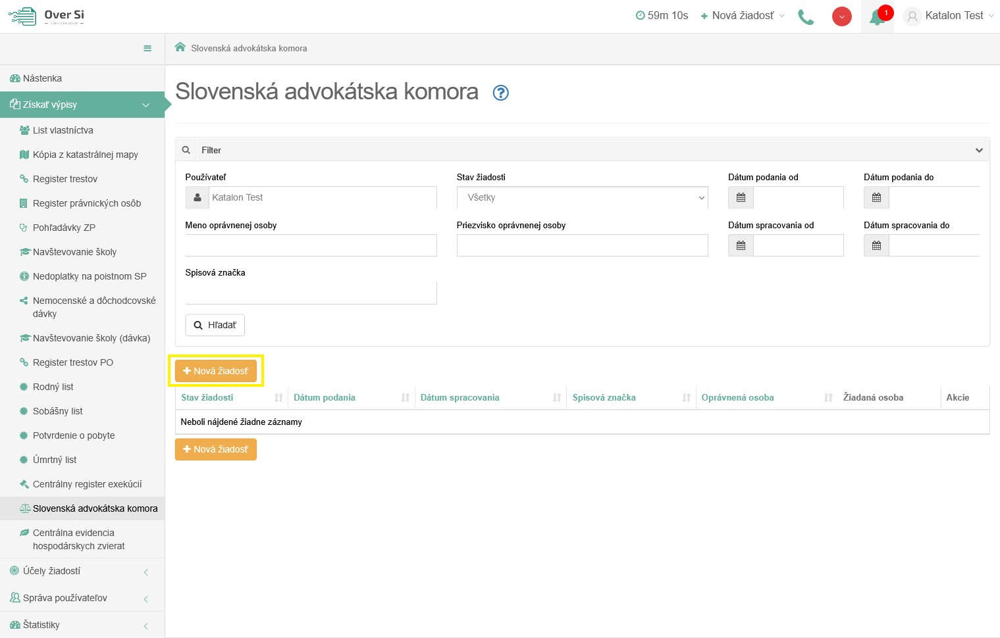 Over Si
59m 10s
Nová žiadosť
1
Katalon Test
Slovenská advokátska komora
Nástenka
Získať výpisy
List vlastníctva
Kópia z katastrálnej mapy
Register trestov
Register právnických osôb
Pohľadávky ZP
Navštevovanie školy
Nedoplatky na poistnom SP
Nemocenské a dôchodcovské
dávky
Navštevovanie školy (dávka)
Register trestov PO
Rodný list
Sobášny list
Potvrdenie o pobyte
Úmrtný list
Centrálny register exekúcií
Slovenská advokátska komora
Centrálna evidencia
hospodárskych zvierat
Účely žiadostí
Správa používateľov
Štatistiky
Slovenská advokátska komora
Filter
Používateľ
Stav žiadosti
Dátum podania od
Dátum podania do
Katalon Test
Všetky
Meno oprávnenej osoby
Priezvisko oprávnenej osoby
Dátum spracovania od
Dátum spracovania do
Spisová značka
Hľadať
Nová žiadosť
Stav žiadosti
Dátum podania
Dátum spracovania
Spisová značka
Oprávnená osoba
Žiadaná osoba
Akcie
Neboli nájdené žiadne záznamy
Nová žiadosť